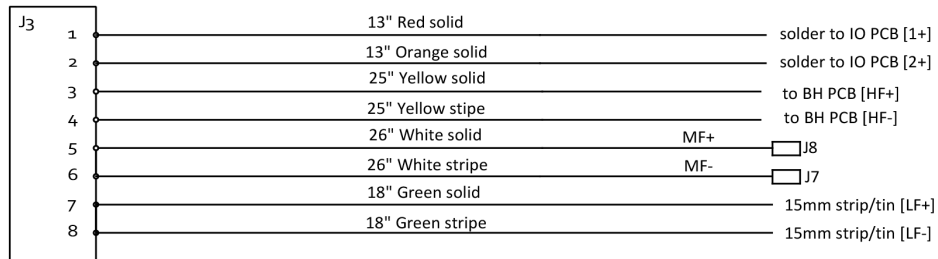 J3
1 13" Red solid solder to IO PCB [1+]
2 13" Orange solid solder to IO PCB [2+]
3 25" Yellow solid to BH PCB [HF+]
4 25" Yellow stipe to BH PCB [HF-]
5 26" White solid MF+ J8
6 26" White stripe MF- J7
7 18" Green solid 15mm strip/tin [LF+]
8 18" Green stripe 15mm strip/tin [LF-]